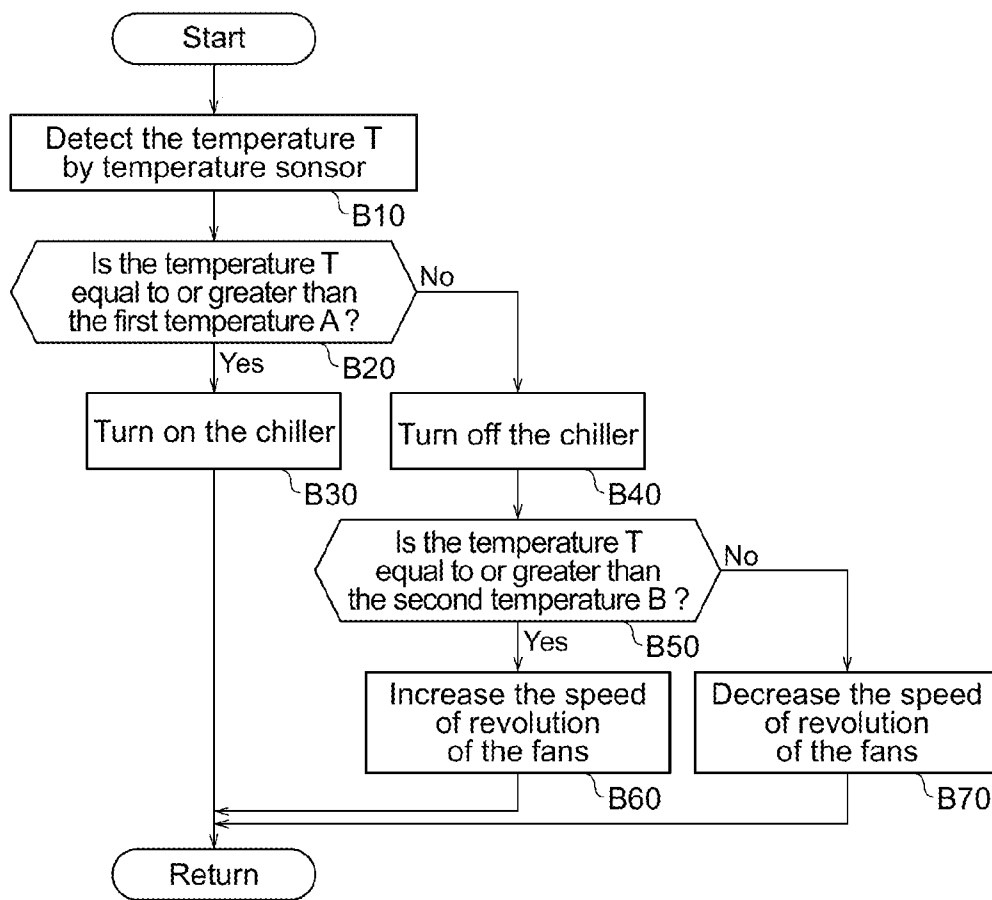 Start
Detect the temperature T
by temperature sonsor
B10
Is the temperature T
equal to or greater than
the first temperature A ?
No
B20
Yes
Turn on the chiller
Turn off the chiller
B30
B40
Is the temperature T
equal to or greater than
the second temperature B ?
No
B50
Yes
Increase the speed
of revolution
of the fans
Decrease the speed
of revolution
of the fans
B60
B70
Return